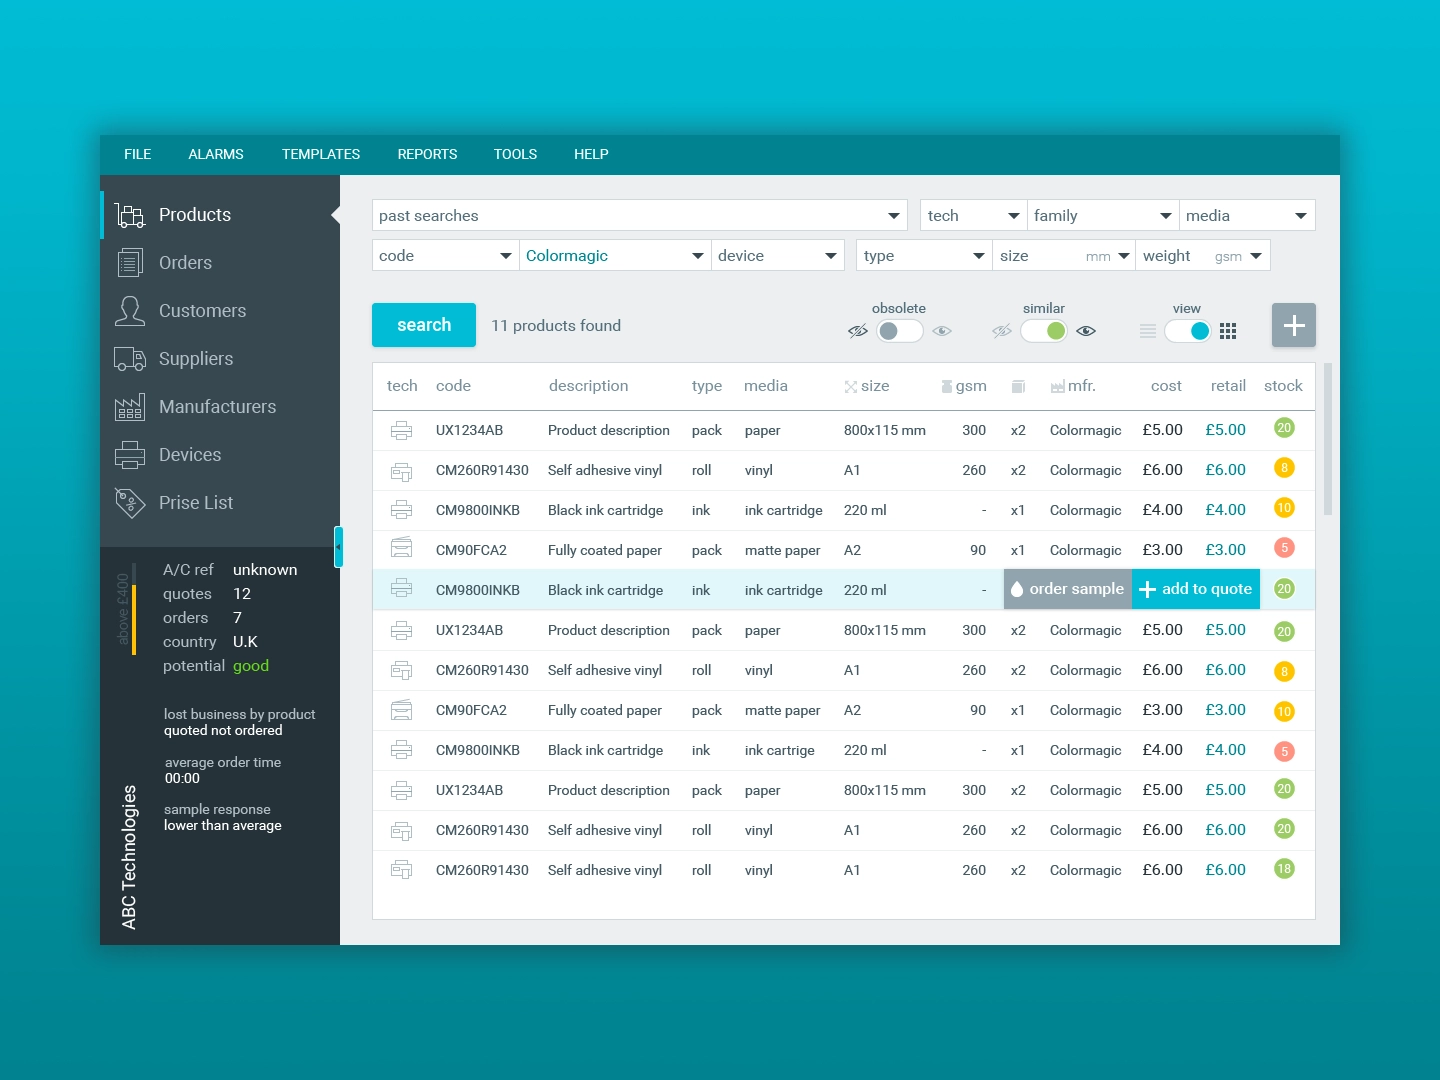 FILE ALARMS TEMPLATES REPORTS TOOLS HELP
Products
Orders
Customers
Suppliers
Manufacturers
Devices
Prise List
above £400
A/C ref unknown
quotes 12
orders 7
country U.K
potential good
lost business by product
quoted not ordered
average order time
00:00
sample response
lower than average
ABC Technologies
past searches tech family media
code Colormagic device type size mm weight gsm
search 11 products found obsolete similar view
tech code description type media size gsm mfr. cost retail stock
UX1234AB Product description pack paper 800x115 mm 300 x2 Colormagic £5.00 £5.00 20
CM260R91430 Self adhesive vinyl roll vinyl A1 260 x2 Colormagic £6.00 £6.00 8
CM9800INKB Black ink cartridge ink ink cartridge 220 ml - x1 Colormagic £4.00 £4.00 10
CM90FCA2 Fully coated paper pack matte paper A2 90 x1 Colormagic £3.00 £3.00 5
CM9800INKB Black ink cartridge ink ink cartridge 220 ml - order sample add to quote 20
UX1234AB Product description pack paper 800x115 mm 300 x2 Colormagic £5.00 £5.00 20
CM260R91430 Self adhesive vinyl roll vinyl A1 260 x2 Colormagic £6.00 £6.00 8
CM90FCA2 Fully coated paper pack matte paper A2 90 x1 Colormagic £3.00 £3.00 10
CM9800INKB Black ink cartridge ink ink cartrige 220 ml - x1 Colormagic £4.00 £4.00 5
UX1234AB Product description pack paper 800x115 mm 300 x2 Colormagic £5.00 £5.00 20
CM260R91430 Self adhesive vinyl roll vinyl A1 260 x2 Colormagic £6.00 £6.00 20
CM260R91430 Self adhesive vinyl roll vinyl A1 260 x2 Colormagic £6.00 £6.00 18